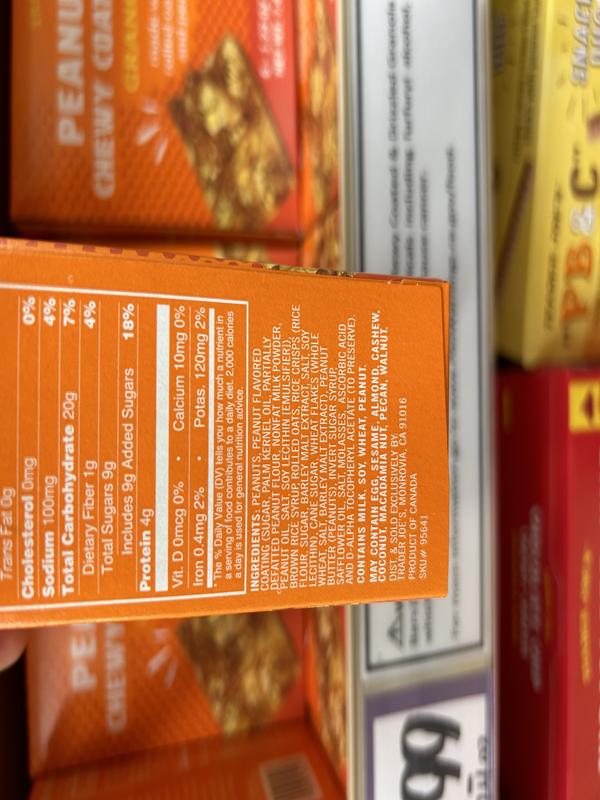 Trans Fat 0g
Cholesterol 0mg 0%
Sodium 100mg 4%
Total Carbohydrate 20g 7%
Dietary Fiber 1g 4%
Total Sugars 9g
Includes 9g Added Sugars 18%
Protein 4g
Vit. D 0mcg 0% • Calcium 10mg 0%
Iron 0.4mg 2% • Potas. 120mg 2%
*The % Daily Value (DV) tells you how much a nutrient in
a serving of food contributes to a daily diet. 2,000 calories
a day is used for general nutrition advice.
INGREDIENTS: PEANUTS, PEANUT FLAVORED
COATING (SUGAR, PALM KERNEL OIL, PARTIALLY
DEFATTED PEANUT FLOUR, NONFAT MILK POWDER,
PEANUT OIL, SALT, SOY LECITHIN [EMULSIFIER]),
BROWN RICE SYRUP, ROLLED OATS, RICE CRISPS (RICE
FLOUR, SUGAR, BARLEY MALT EXTRACT, SALT, SOY
LECITHIN), CANE SUGAR, WHEAT FLAKES (WHOLE
WHEAT, SUGAR, BARLEY MALT EXTRACT), PEANUT
BUTTER (PEANUTS), INVERT SUGAR SYRUP,
SAFFLOWER OIL, SALT, MOLASSES, ASCORBIC ACID
AND D-ALPHA TOCOPHERYL ACETATE (TO PRESERVE).
CONTAINS MILK, SOY, WHEAT, PEANUT.
MAY CONTAIN EGG, SESAME, ALMOND, CASHEW,
COCONUT, MACADAMIA NUT, PECAN, WALNUT.
DIST. & SOLD EXCLUSIVELY BY:
TRADER JOE'S, MONROVIA, CA 91016
PRODUCT OF CANADA
SKU# 95641
PEANU
CHEWY COAT
GRAN
PE
CH
99
PB&C